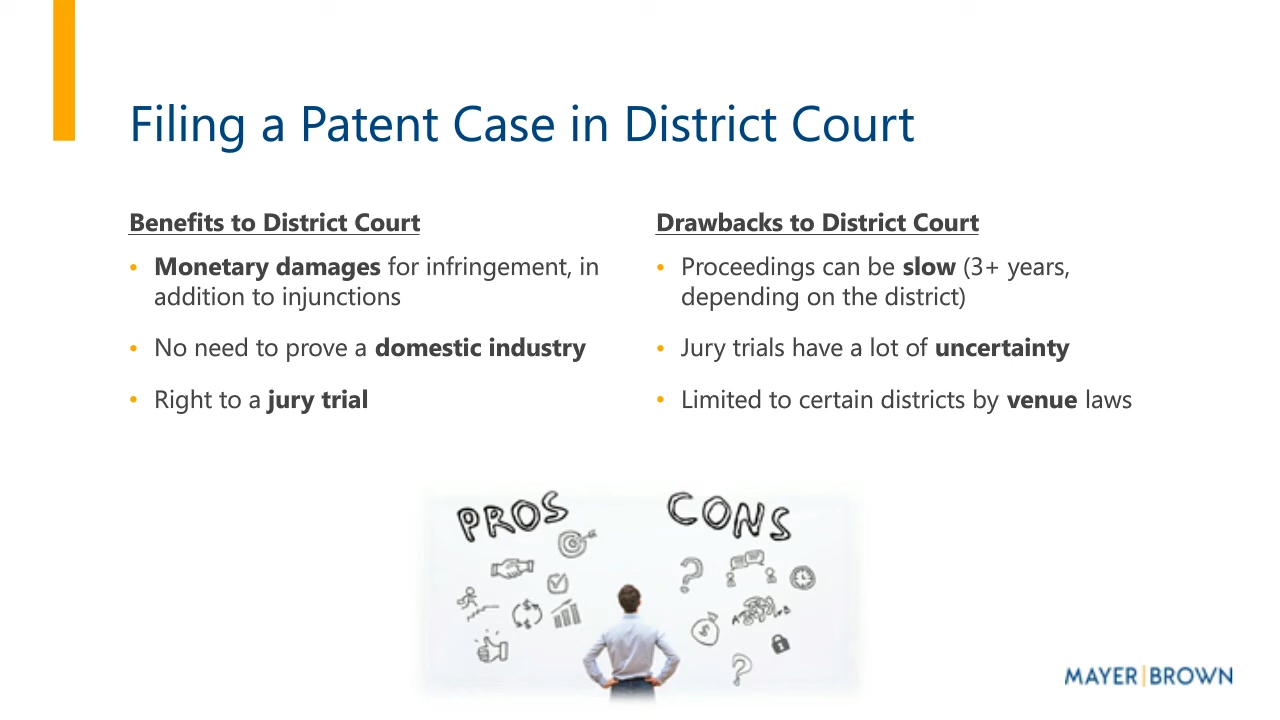 Filing a Patent Case in District Court
Benefits to District Court
• Monetary damages for infringement, in
addition to injunctions
• No need to prove a domestic industry
• Right to a jury trial
Drawbacks to District Court
• Proceedings can be slow (3+ years,
depending on the district)
• Jury trials have a lot of uncertainty
• Limited to certain districts by venue laws
PROS
CONS
MAYER|BROWN